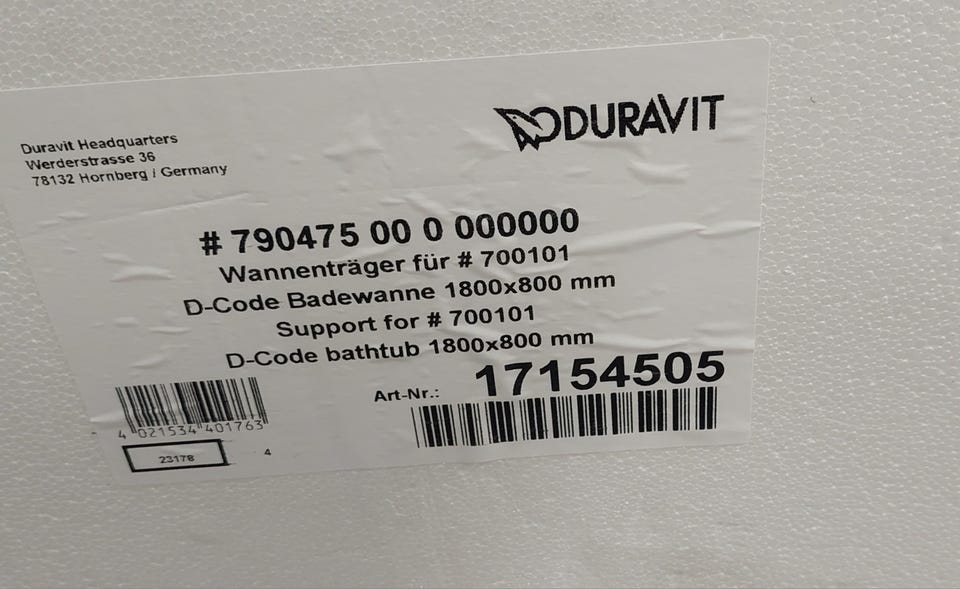 DURAVIT
Duravit Headquarters
Werderstrasse 36
78132 Hornberg / Germany
# 790475 00 0 000000
Wannenträger für # 700101
D-Code Badewanne 1800x800 mm
Support for # 700101
D-Code bathtub 1800x800 mm
Art-Nr.: 17154505
4 021534 401763
23178
4